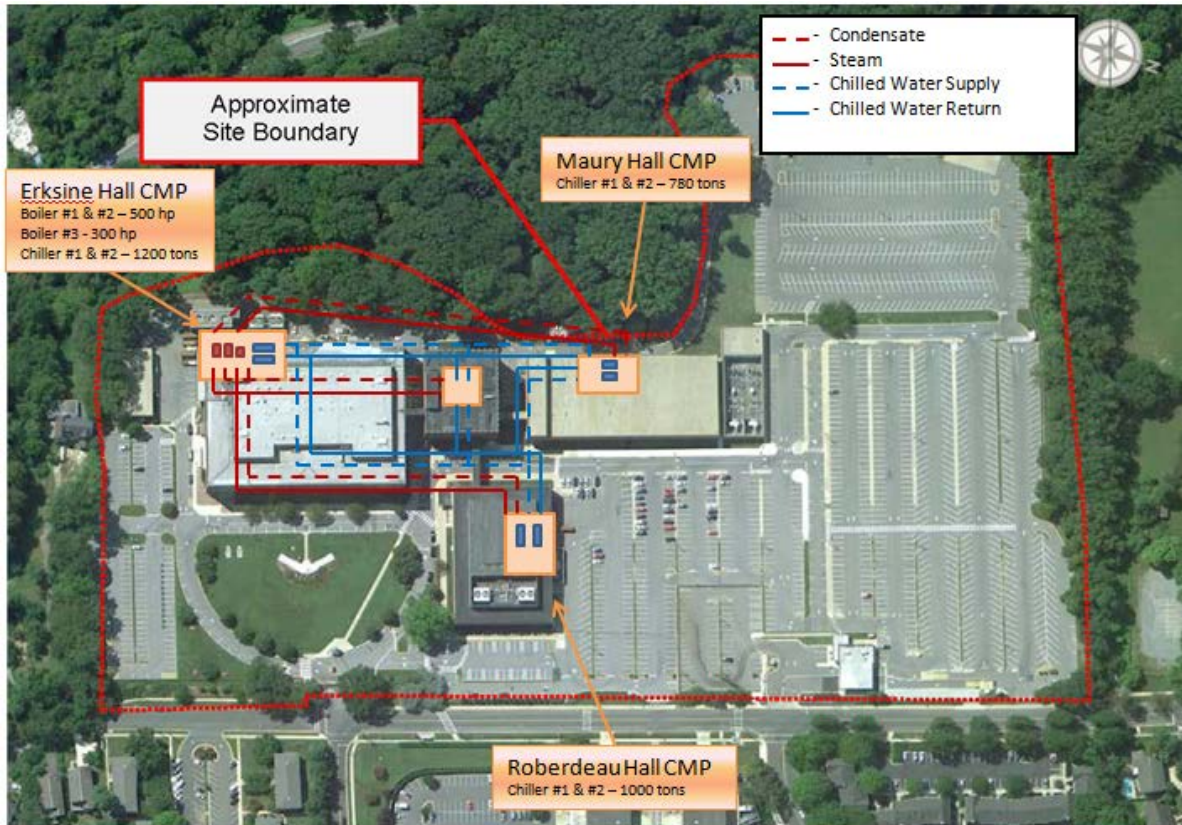 - Condensate
- Steam
- Chilled Water Supply
- Chilled Water Return
N
Approximate
Site Boundary
Maury Hall CMP
Chiller #1 & #2 – 780 tons
Erksine Hall CMP
Boiler #1 & #2 – 500 hp
Boiler #3 - 300 hp
Chiller #1 & #2 – 1200 tons
Roberdeau Hall CMP
Chiller #1 & #2 – 1000 tons